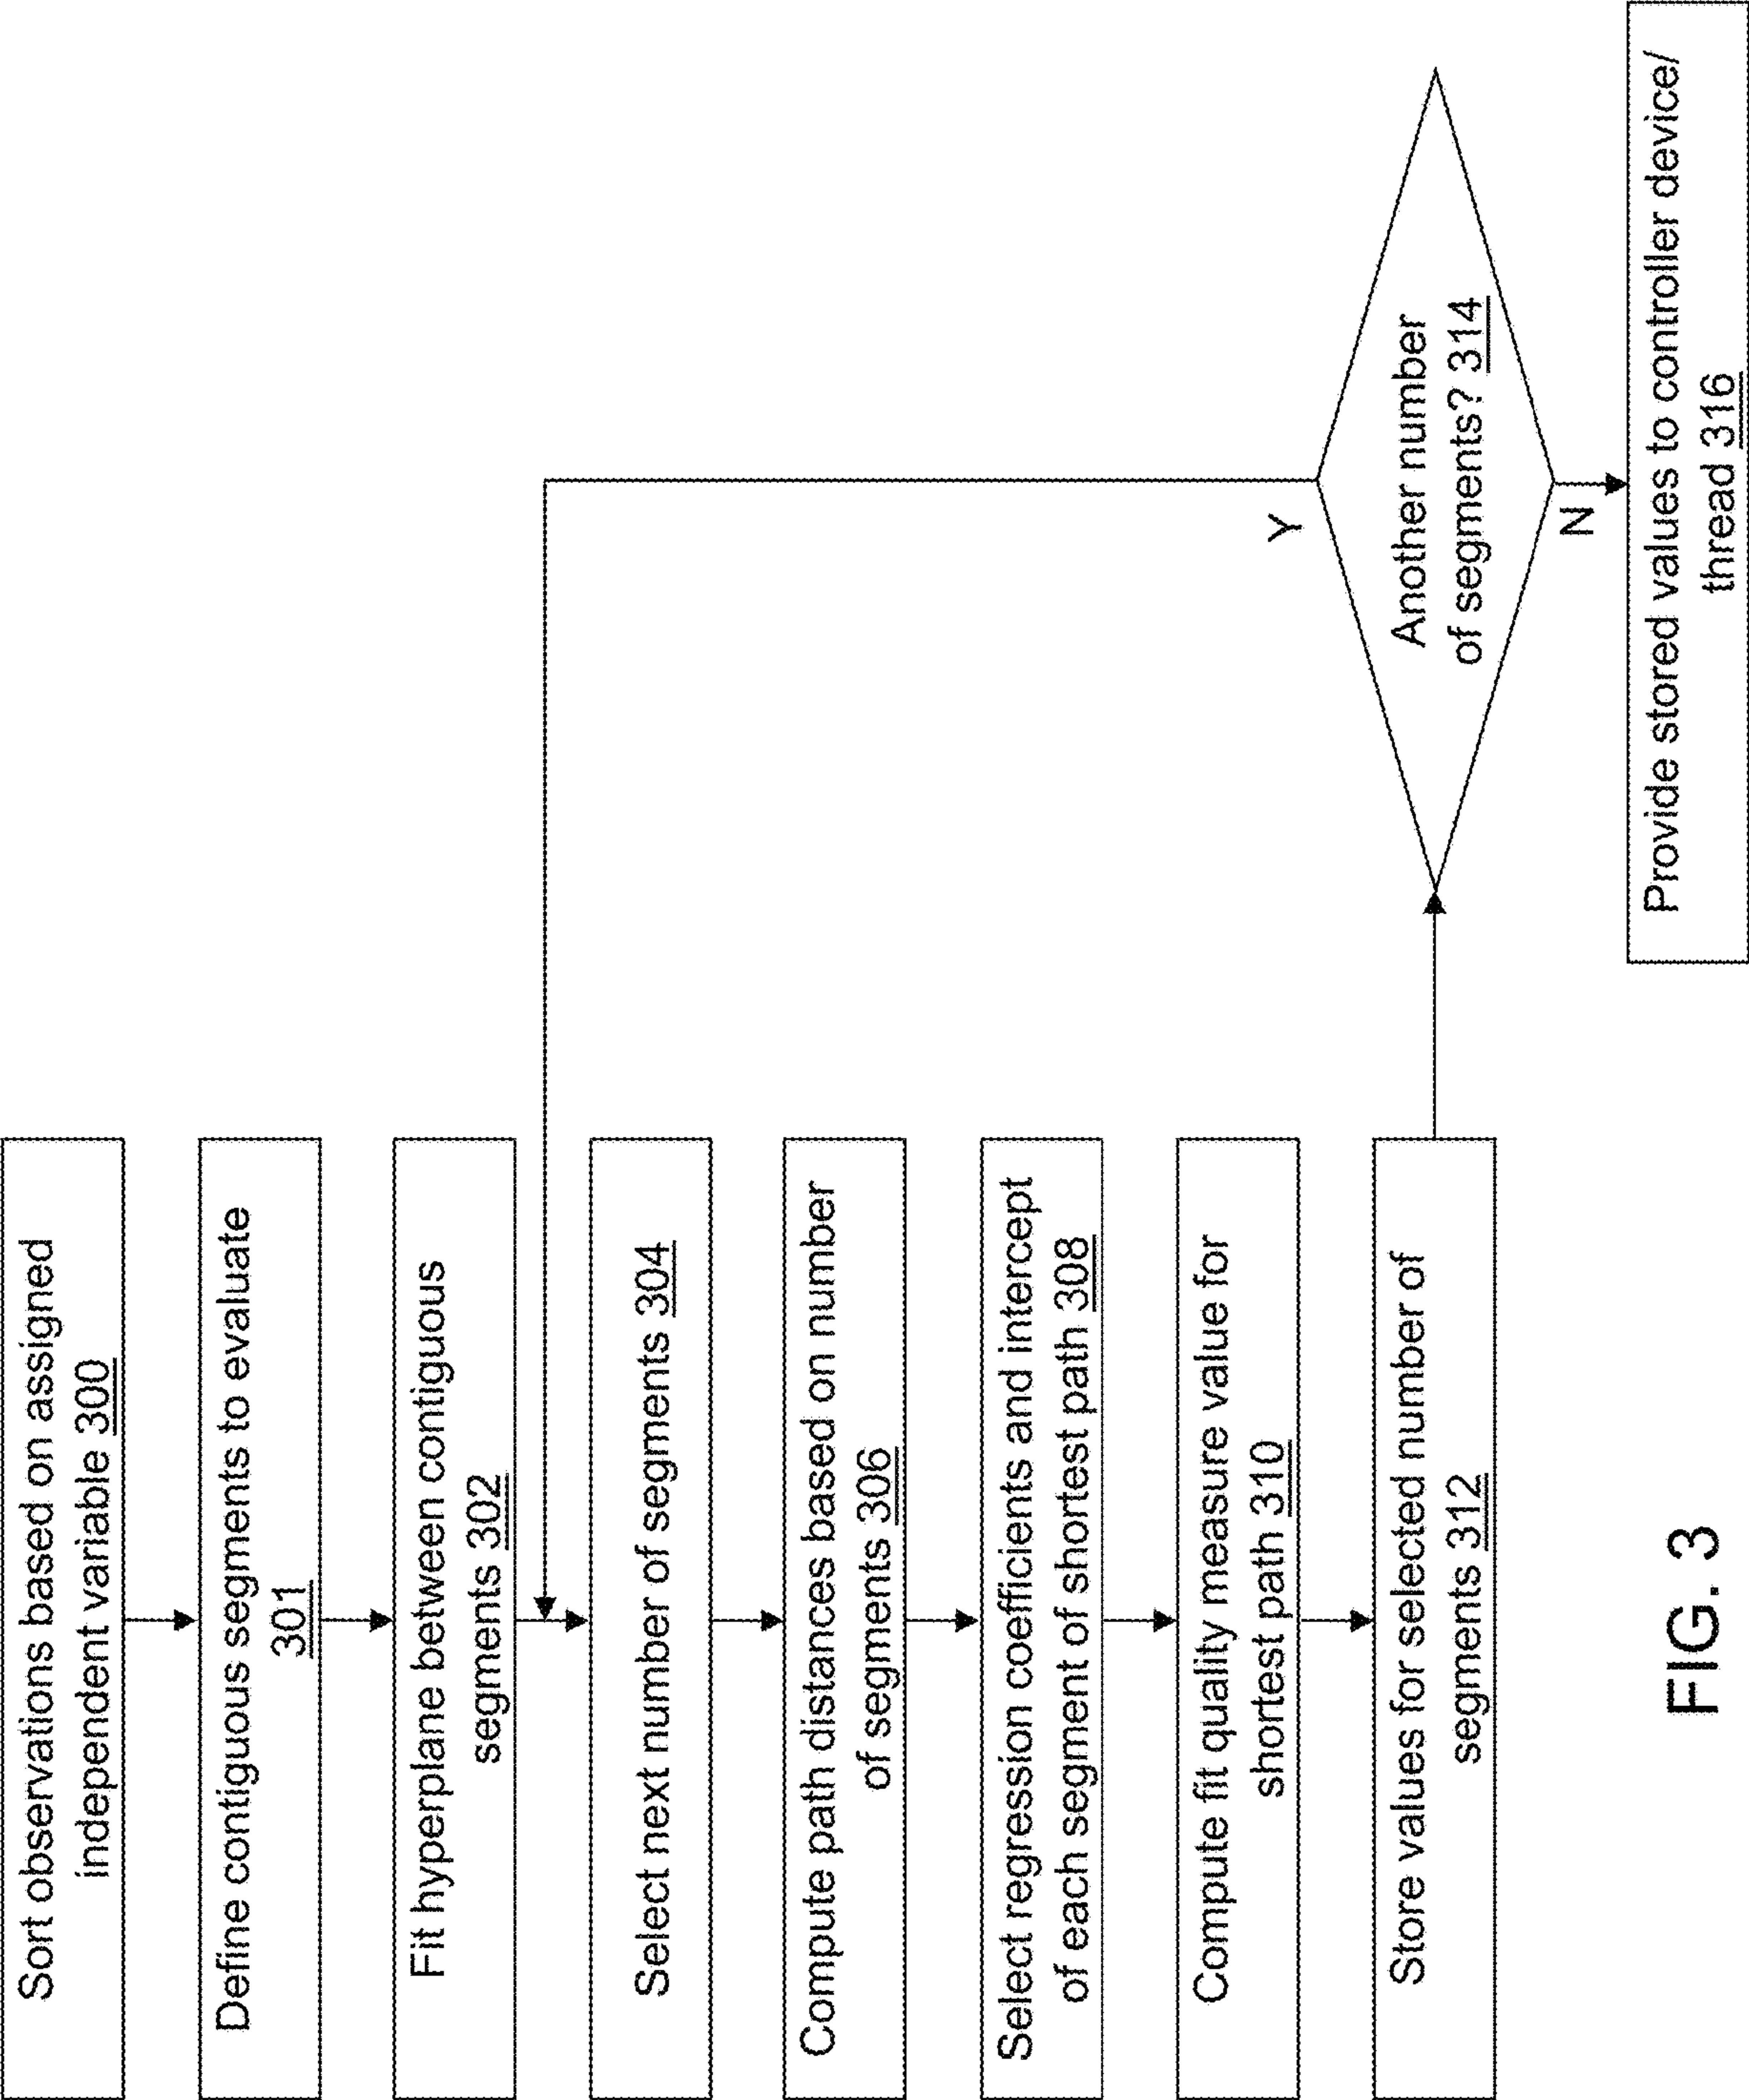 Sort observations based on assigned
independent variable 300
Define contiguous segments to evaluate
301
Fit hyperplane between contiguous
segments 302
Select next number of segments 304
Compute path distances based on number
of segments 306
Select regression coefficients and intercept
of each segment of shortest path 308
Compute fit quality measure value for
shortest path 310
Store values for selected number of
segments 312
Another number
of segments? 314
Y
N
Provide stored values to controller device/
thread 316
FIG. 3